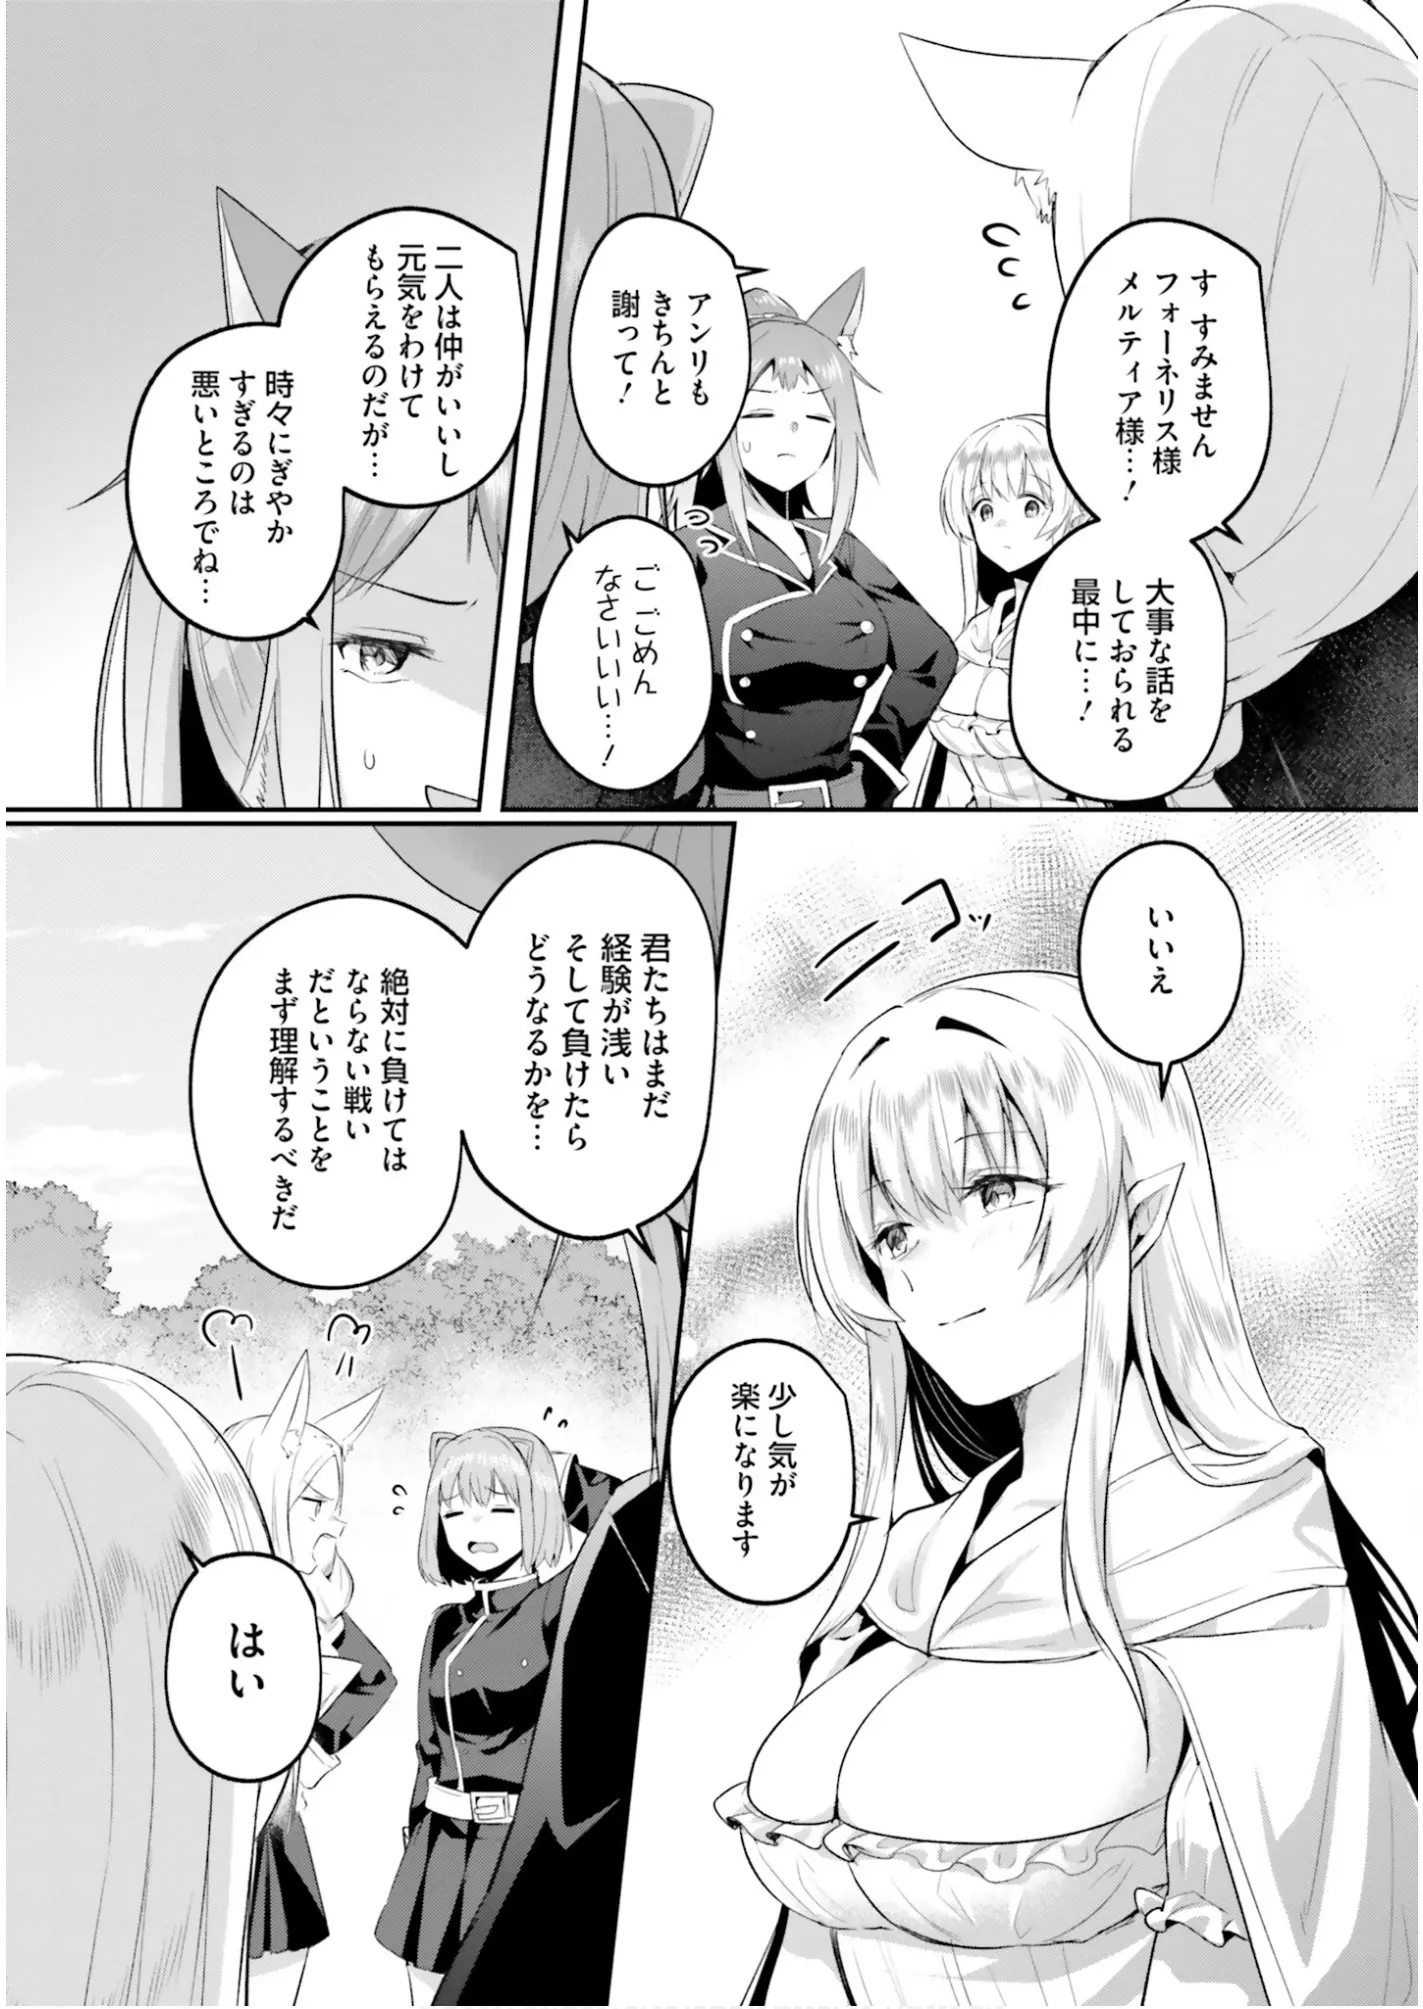 す すみません
フォーネリス様
メルティア様…！
大事な話を
しておられる
最中に…！
アンリも
きちんと
謝って！
ご ごめん
なさいいい…！
二人は仲がいいし
元気をわけて
もらえるのだが…
時々にぎやか
すぎるのは
悪いところでね…
いいえ
ニコッ
少し気が
楽になります
君たちはまだ
経験が浅い
そして負けたら
どうなるかを…
絶対に負けては
ならない戦い
だということを
まず理解するべきだ
はい